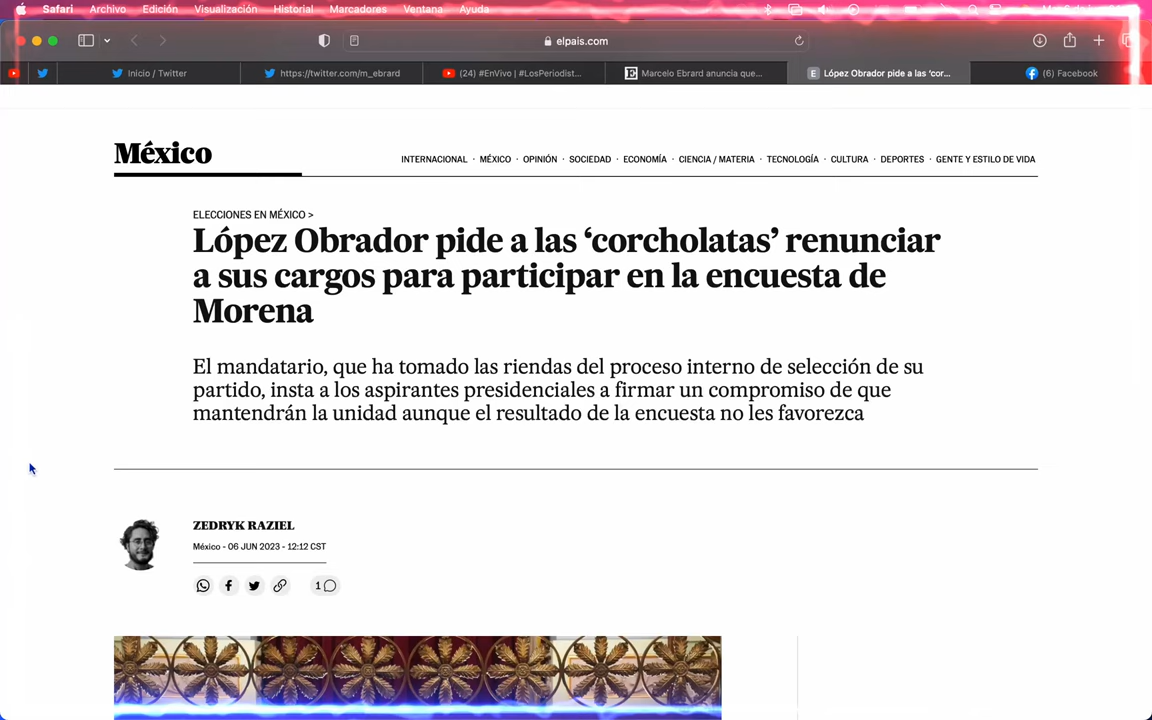 Safari Archivo Edición Visualización Historial Marcadores Ventana Ayuda
elpais.com
Inicio / Twitter
https://twitter.com/m_ebrard
(24) #EnVivo | #LosPeriodist...
Marcelo Ebrard anuncia que...
López Obrador pide a las ‘cor...
(6) Facebook
México
INTERNACIONAL · MÉXICO · OPINIÓN · SOCIEDAD · ECONOMÍA · CIENCIA / MATERIA · TECNOLOGÍA · CULTURA · DEPORTES · GENTE Y ESTILO DE VIDA
ELECCIONES EN MÉXICO >
López Obrador pide a las ‘corcholatas’ renunciar
a sus cargos para participar en la encuesta de
Morena
El mandatario, que ha tomado las riendas del proceso interno de selección de su
partido, insta a los aspirantes presidenciales a firmar un compromiso de que
mantendrán la unidad aunque el resultado de la encuesta no les favorezca
ZEDRYK RAZIEL
México - 06 JUN 2023 - 12:12 CST
1